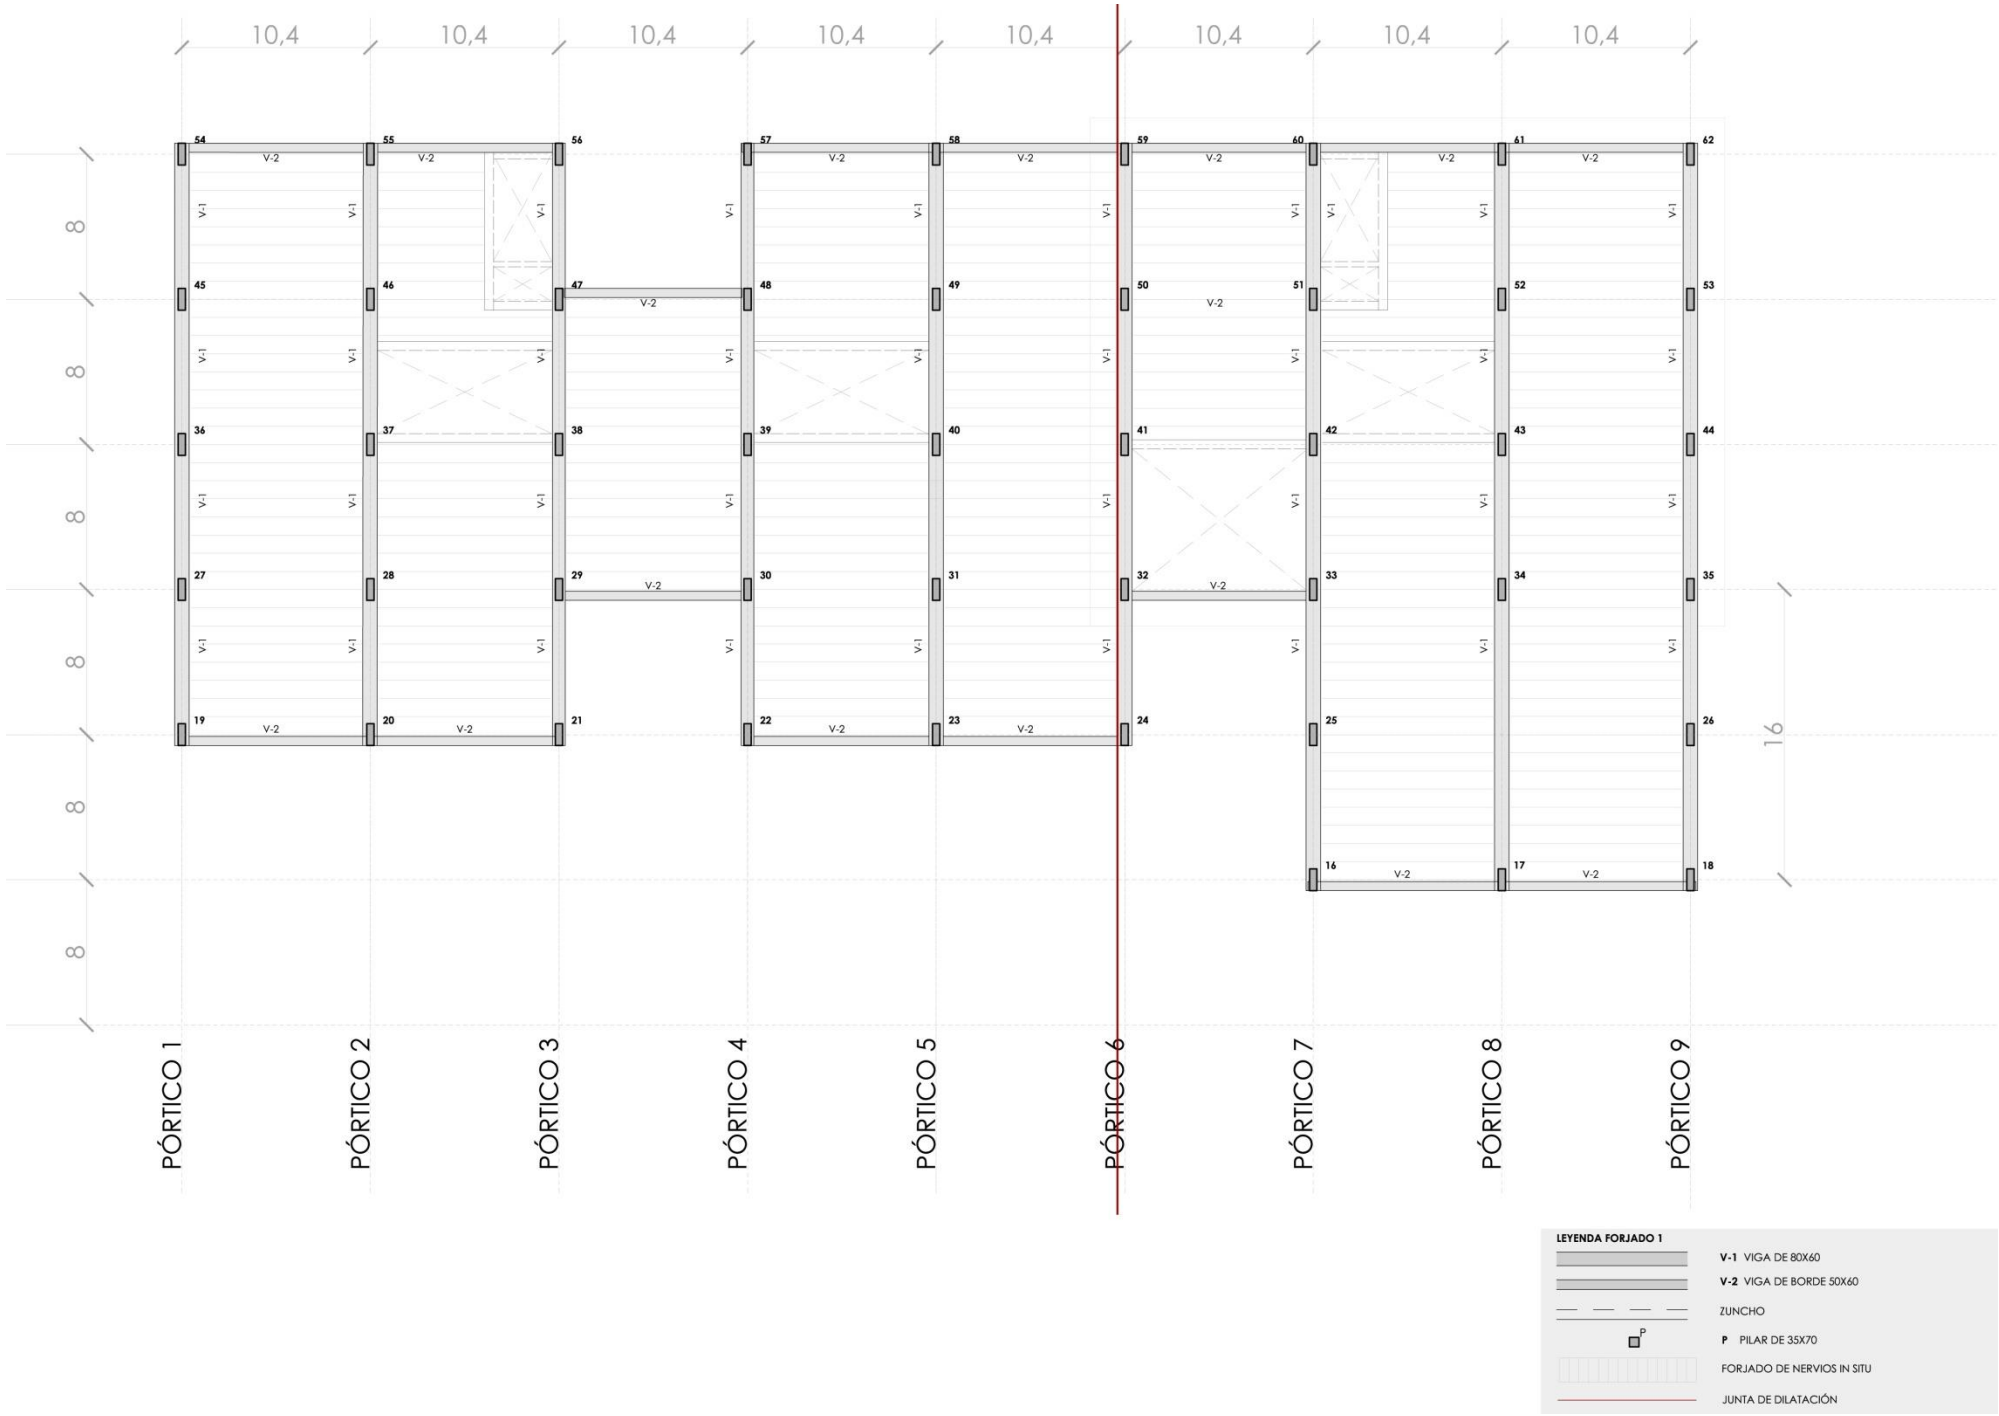 10,4 10,4 10,4 10,4 10,4 10,4 10,4 10,4
54 55 56 57 58 59 60 61 62
V-2 V-2 V-2 V-2 V-2 V-2 V-2
8 V-1 V-1 V-1 V-1 V-1 V-1 V-1 V-1 V-1 V-1
45 46 47 48 49 50 51 52 53
V-2 V-2
8 V-1 V-1 V-1 V-1 V-1 V-1 V-1 V-1 V-1
36 37 38 39 40 41 42 43 44
8 V-1 V-1 V-1 V-1 V-1 V-1 V-1 V-1 V-1
27 28 29 30 31 32 33 34 35
V-2 V-2
8 V-1 V-1 V-1 V-1 V-1 V-1 V-1 V-1 V-1
19 20 21 22 23 24 25 26
V-2 V-2 V-2 V-2
16
8
16 17 18
V-2 V-2
8
PÓRTICO 1
PÓRTICO 2
PÓRTICO 3
PÓRTICO 4
PÓRTICO 5
PÓRTICO 6
PÓRTICO 7
PÓRTICO 8
PÓRTICO 9
LEYENDA FORJADO 1
V-1 VIGA DE 80X60
V-2 VIGA DE BORDE 50X60
ZUNCHO
P
P PILAR DE 35X70
FORJADO DE NERVIOS IN SITU
JUNTA DE DILATACIÓN